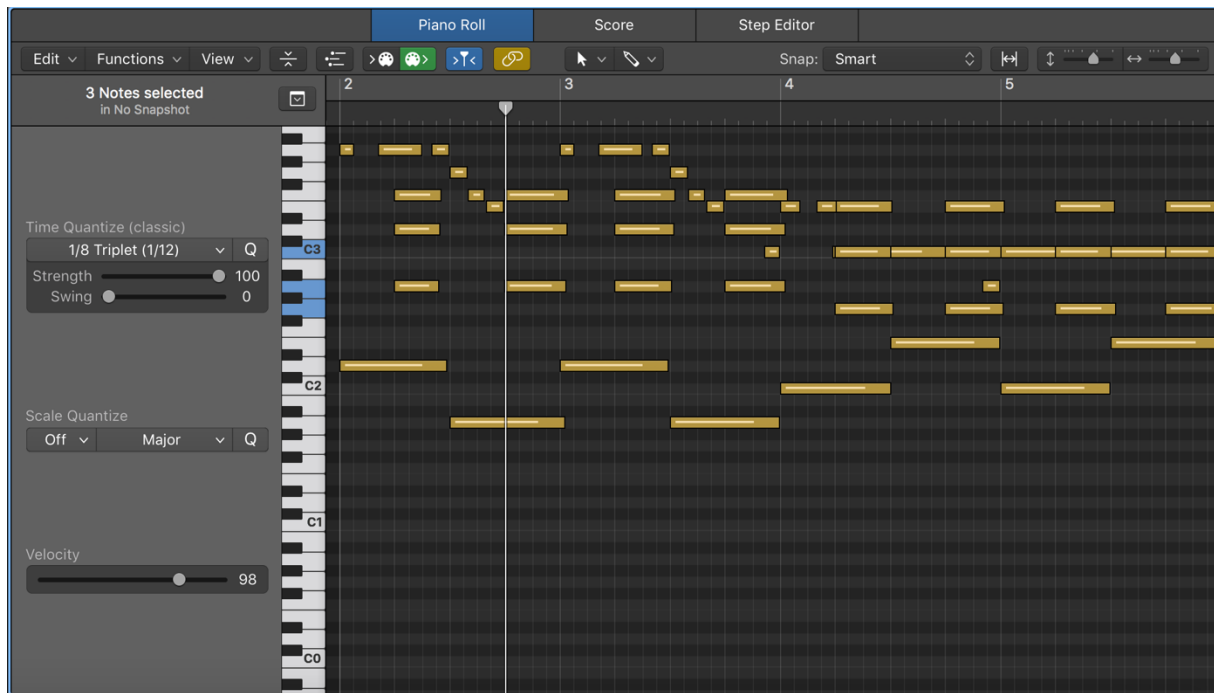 Piano Roll Score Step Editor
Edit Functions View Snap: Smart
3 Notes selected
in No Snapshot
2 3 4 5
Time Quantize (classic)
1/8 Triplet (1/12) Q
Strength 100
Swing 0
C3
C2
Scale Quantize
Off Major Q
C1
Velocity
98
C0